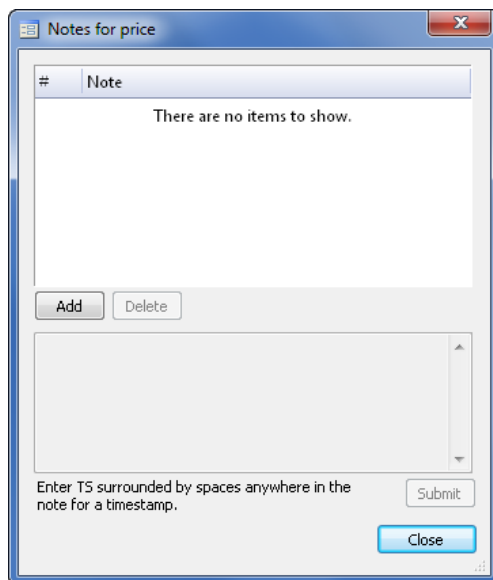 Notes for price
# Note
There are no items to show.
Add Delete
Enter TS surrounded by spaces anywhere in the
note for a timestamp.
Submit
Close